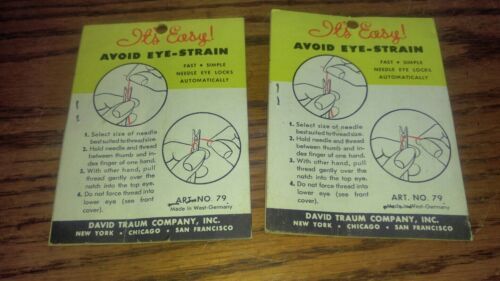 It's Easy!
AVOID EYE-STRAIN
FAST • SIMPLE
NEEDLE EYE LOCKS
AUTOMATICALLY
1. Select size of needle
best suited to thread size.
2. Hold needle and thread
between thumb and in-
dex finger of one hand.
3. With other hand, pull
thread gently over the
notch into the top eye.
4. Do not force thread into
lower eye (see front
cover).
ART. NO. 79
Made in West-Germany
DAVID TRAUM COMPANY, INC.
NEW YORK • CHICAGO • SAN FRANCISCO
It's Easy!
AVOID EYE-STRAIN
FAST • SIMPLE
NEEDLE EYE LOCKS
AUTOMATICALLY
1. Select size of needle
best suited to thread size.
2. Hold needle and thread
between thumb and in-
dex finger of one hand.
3. With other hand, pull
thread gently over the
notch into the top eye.
4. Do not force thread into
lower eye (see front
cover).
ART. NO. 79
Made in West-Germany
DAVID TRAUM COMPANY, INC.
NEW YORK • CHICAGO • SAN FRANCISCO